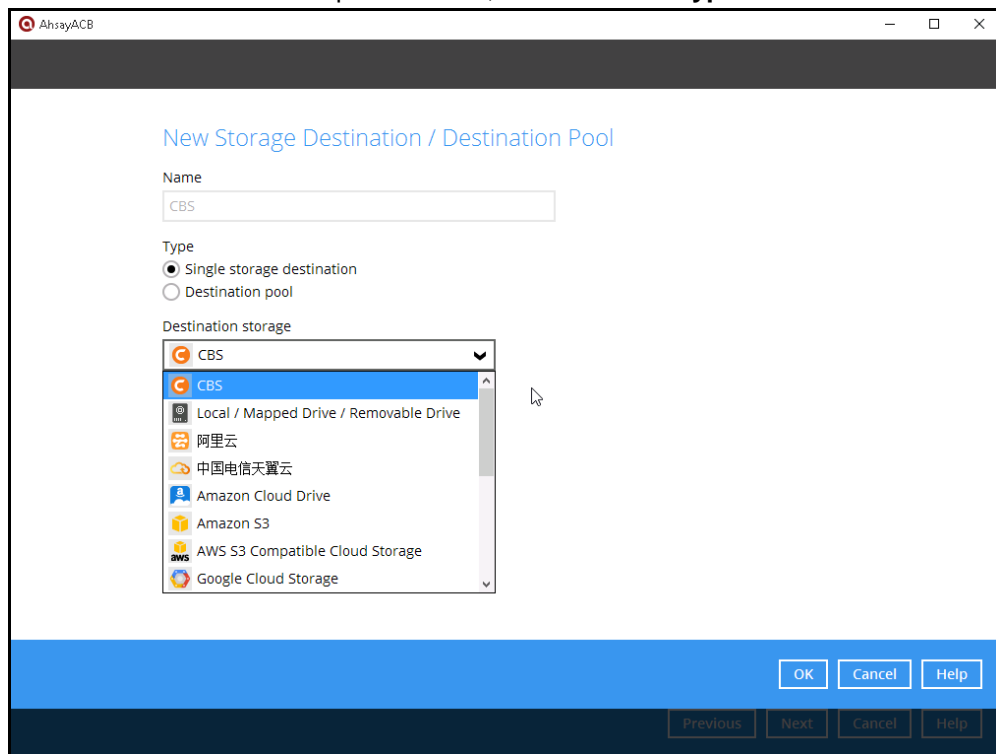 AhsayACB
New Storage Destination / Destination Pool
Name
CBS
Type
Single storage destination
Destination pool
Destination storage
CBS
CBS
Local / Mapped Drive / Removable Drive
阿里云
中国电信天翼云
Amazon Cloud Drive
Amazon S3
aws AWS S3 Compatible Cloud Storage
Google Cloud Storage
OK Cancel Help
Previous Next Cancel Help